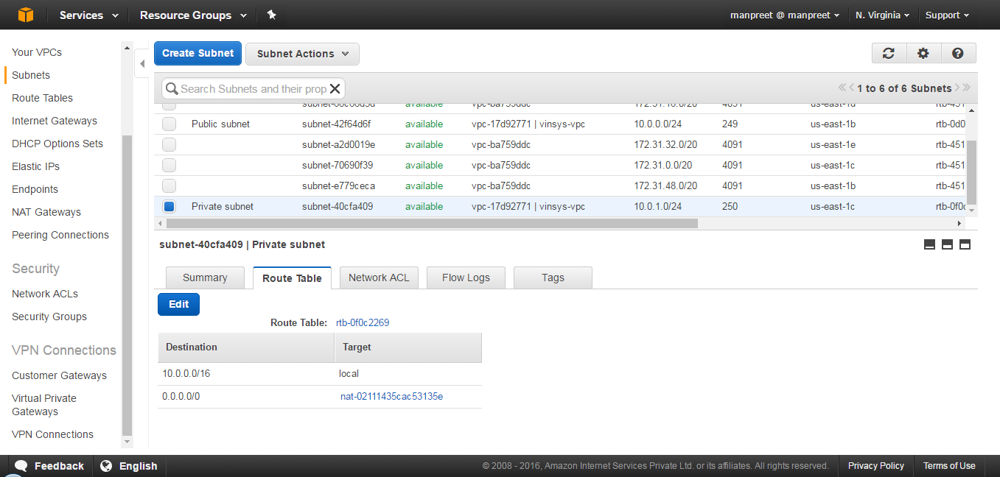 Services Resource Groups manpreet @ manpreet N. Virginia Support
Your VPCs
Subnets
Route Tables
Internet Gateways
DHCP Options Sets
Elastic IPs
Endpoints
NAT Gateways
Peering Connections
Security
Network ACLs
Security Groups
VPN Connections
Customer Gateways
Virtual Private
Gateways
VPN Connections
Create Subnet Subnet Actions
Search Subnets and their prop 1 to 6 of 6 Subnets
available vpc-ba759ddc 4091 us-east-1d
Public subnet subnet-42f64d6f available vpc-17d92771 | vinsys-vpc 10.0.0.0/24 249 us-east-1b rtb-0d0
subnet-a2d0019e available vpc-ba759ddc 172.31.32.0/20 4091 us-east-1e rtb-451
subnet-70690f39 available vpc-ba759ddc 172.31.0.0/20 4091 us-east-1c rtb-451
subnet-e779ceca available vpc-ba759ddc 172.31.48.0/20 4091 us-east-1b rtb-451
Private subnet subnet-40cfa409 available vpc-17d92771 | vinsys-vpc 10.0.1.0/24 250 us-east-1c rtb-0f0c
subnet-40cfa409 | Private subnet
Summary Route Table Network ACL Flow Logs Tags
Edit
Route Table: rtb-0f0c2269
Destination Target
10.0.0.0/16 local
0.0.0.0/0 nat-02111435cac53135e
Feedback English © 2008 - 2016, Amazon Internet Services Private Ltd. or its affiliates. All rights reserved. Privacy Policy Terms of Use